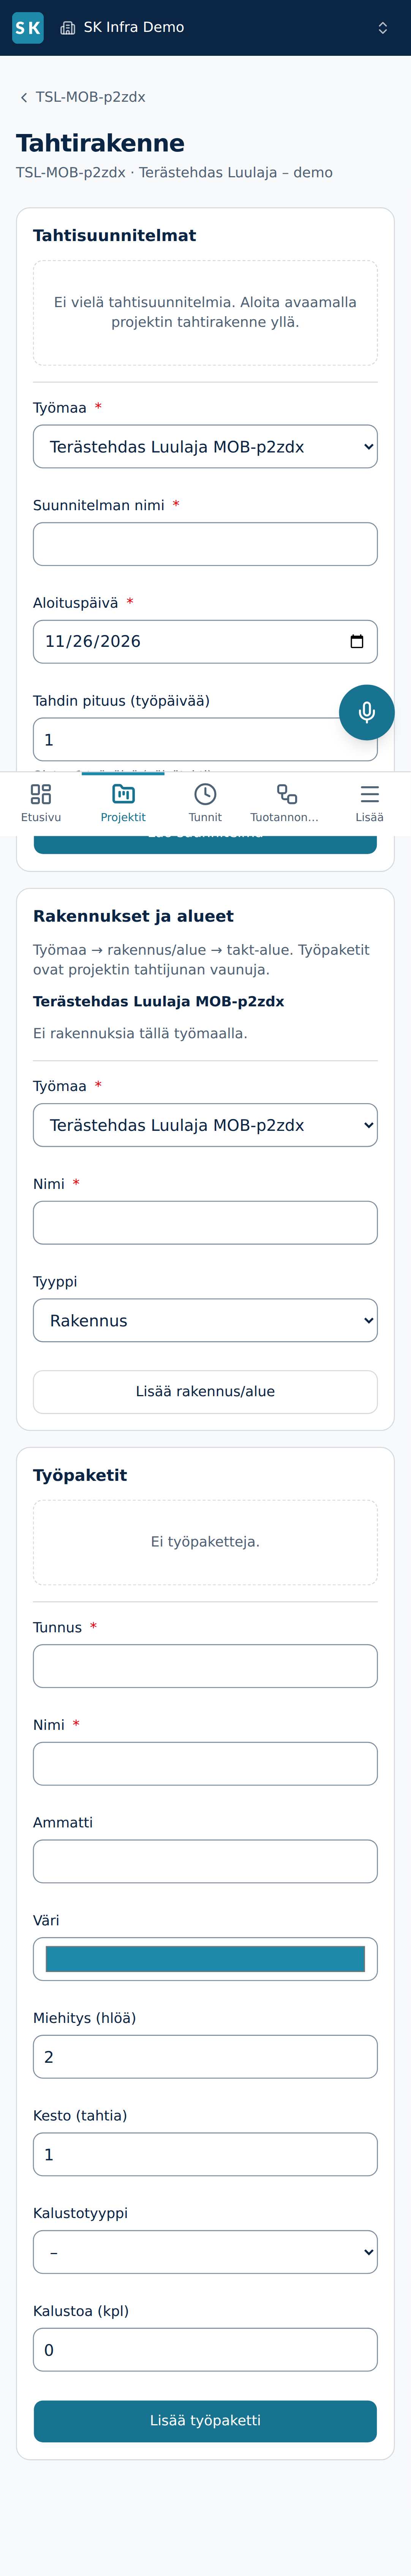 SK
SK Infra Demo
TSL-MOB-p2zdx
Tahtirakenne
TSL-MOB-p2zdx · Terästehdas Luulaja – demo
Tahtisuunnitelmat
Ei vielä tahtisuunnitelmia. Aloita avaamalla
projektin tahtirakenne yllä.
Työmaa *
Terästehdas Luulaja MOB-p2zdx
Suunnitelman nimi *
Aloituspäivä *
11/26/2026
Tahdin pituus (työpäivää)
1
Etusivu
Projektit
Tunnit
Tuotannon...
Lisää
Rakennukset ja alueet
Työmaa → rakennus/alue → takt-alue. Työpaketit
ovat projektin tahtijunan vaunuja.
Terästehdas Luulaja MOB-p2zdx
Ei rakennuksia tällä työmaalla.
Työmaa *
Terästehdas Luulaja MOB-p2zdx
Nimi *
Tyyppi
Rakennus
Lisää rakennus/alue
Työpaketit
Ei työpaketteja.
Tunnus *
Nimi *
Ammatti
Väri
Miehitys (hlöä)
2
Kesto (tahtia)
1
Kalustotyyppi
–
Kalustoa (kpl)
0
Lisää työpaketti